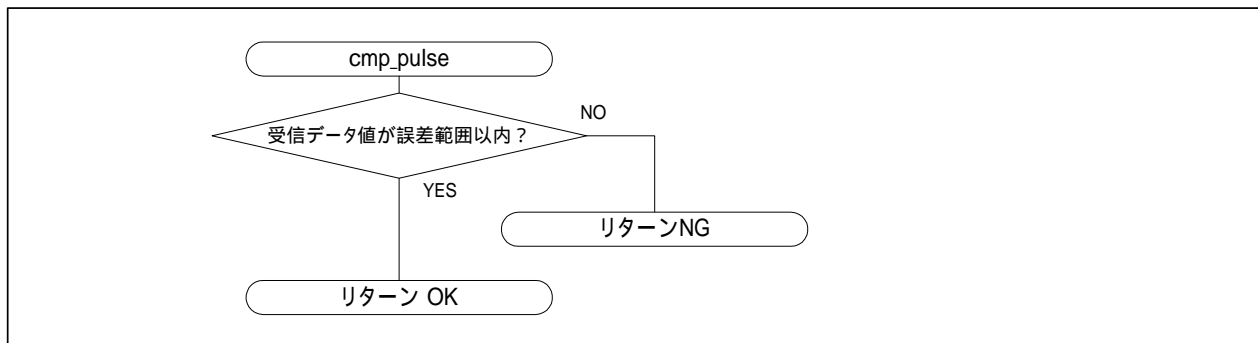 cmp_pulse
受信データ値が誤差範囲以内？
NO
YES
リターンNG
リターン OK